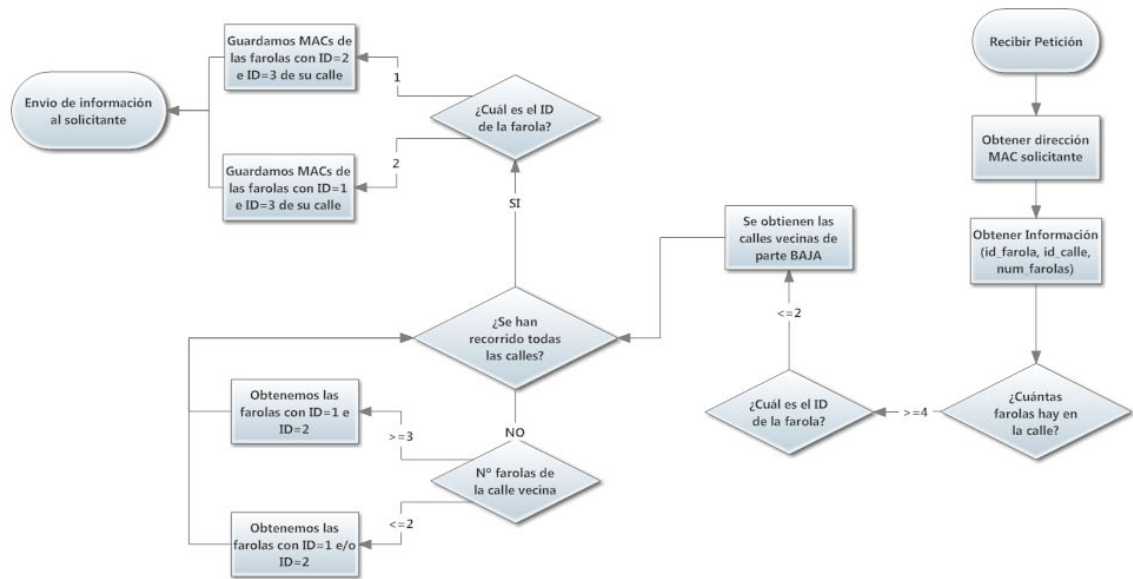 Recibir Petición
Obtener dirección
MAC solicitante
Obtener Información
(id_farola, id_calle,
num_farolas)
¿Cuántas
farolas hay en
la calle?
>=4
¿Cuál es el ID
de la farola?
<=2
Se obtienen las
calles vecinas de
parte BAJA
¿Se han
recorrido todas
las calles?
NO
Nº farolas de
la calle vecina
>=3
Obtenemos las
farolas con ID=1 e
ID=2
<=2
Obtenemos las
farolas con ID=1 e/o
ID=2
SI
¿Cuál es el ID
de la farola?
1
Guardamos MACs de
las farolas con ID=2
e ID=3 de su calle
2
Guardamos MACs de
las farolas con ID=1
e ID=3 de su calle
Envío de información
al solicitante